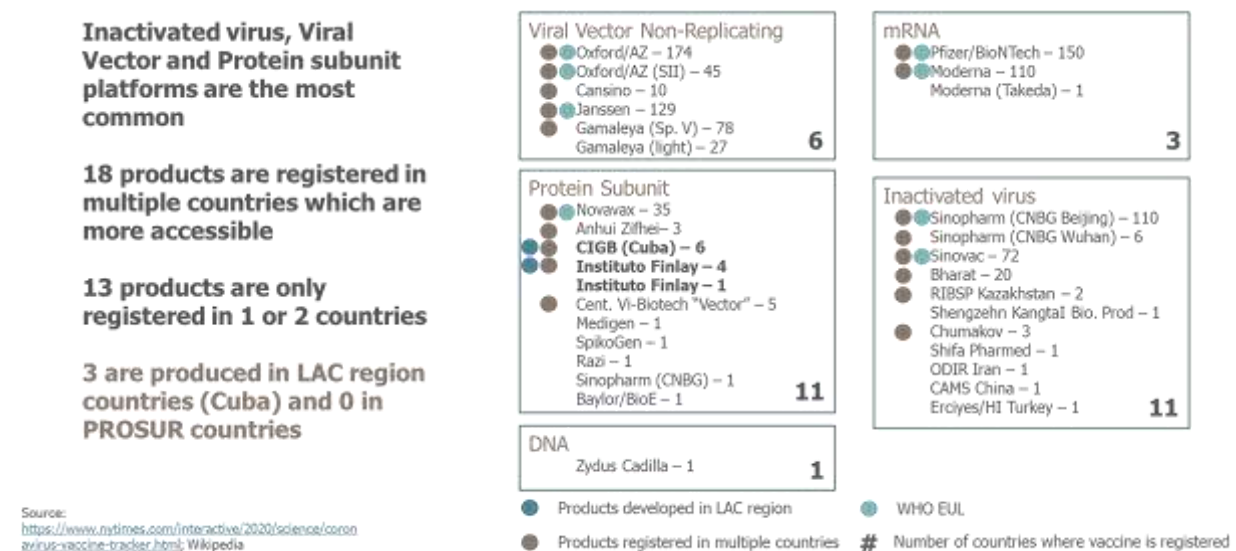 Inactivated virus, Viral
Vector and Protein subunit
platforms are the most
common
18 products are registered in
multiple countries which are
more accessible
13 products are only
registered in 1 or 2 countries
3 are produced in LAC region
countries (Cuba) and 0 in
PROSUR countries
Source:
https://www.nytimes.com/interactive/2020/science/coron
avirus-vaccine-tracker.html; Wikipedia
Viral Vector Non-Replicating
Oxford/AZ – 174
Oxford/AZ (SII) – 45
Cansino – 10
Janssen – 129
Gamaleya (Sp. V) – 78
Gamaleya (light) – 27
6
mRNA
Pfizer/BioNTech – 150
Moderna – 110
Moderna (Takeda) – 1
3
Protein Subunit
Novavax – 35
Anhui Zifhei– 3
CIGB (Cuba) – 6
Instituto Finlay – 4
Instituto Finlay – 1
Cent. Vi-Biotech "Vector" – 5
Medigen – 1
SpikoGen – 1
Razi – 1
Sinopharm (CNBG) – 1
Baylor/BioE – 1
11
Inactivated virus
Sinopharm (CNBG Beijing) – 110
Sinopharm (CNBG Wuhan) – 6
Sinovac – 72
Bharat – 20
RIBSP Kazakhstan – 2
Shengzehn KangtaI Bio. Prod – 1
Chumakov – 3
Shifa Pharmed – 1
ODIR Iran – 1
CAMS China – 1
Erciyes/HI Turkey – 1
11
DNA
Zydus Cadilla – 1
1
Products developed in LAC region
WHO EUL
Products registered in multiple countries
# Number of countries where vaccine is registered